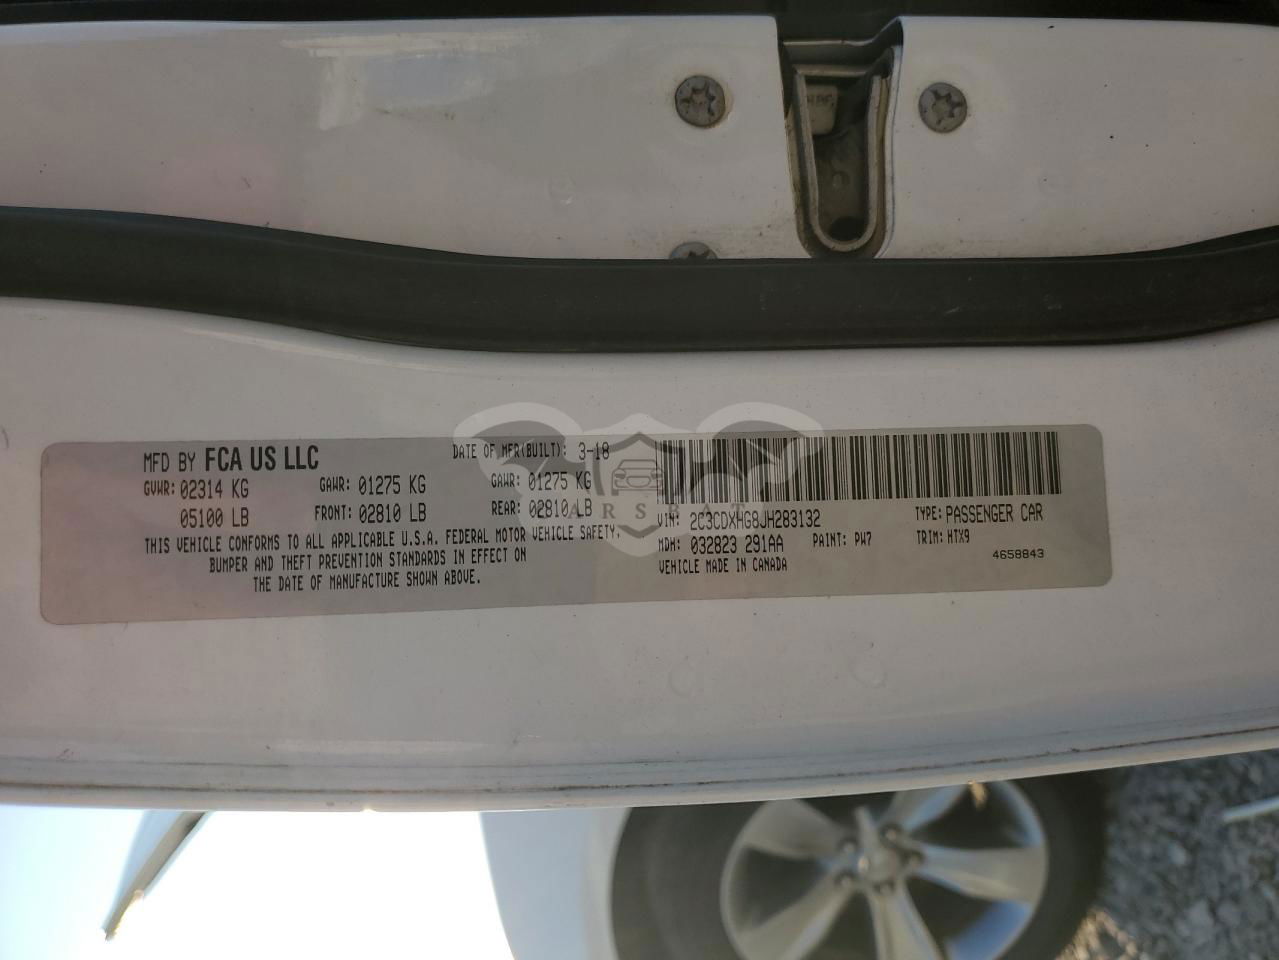 MFD BY FCA US LLC
DATE OF MFR(BUILT): 3-18
GVWR: 02314 KG
GAWR: 01275 KG
GAWR: 01275 KG
05100 LB
FRONT: 02810 LB
REAR: 02810 LB
THIS VEHICLE CONFORMS TO ALL APPLICABLE U.S.A. FEDERAL MOTOR VEHICLE SAFETY,
BUMPER AND THEFT PREVENTION STANDARDS IN EFFECT ON
THE DATE OF MANUFACTURE SHOWN ABOVE.
VIN: 2C3CDXHG8JH283132
TYPE: PASSENGER CAR
MDH: 032823 291AA
PAINT: PW7
TRIM: HTX9
VEHICLE MADE IN CANADA
4658843
CARSBAT